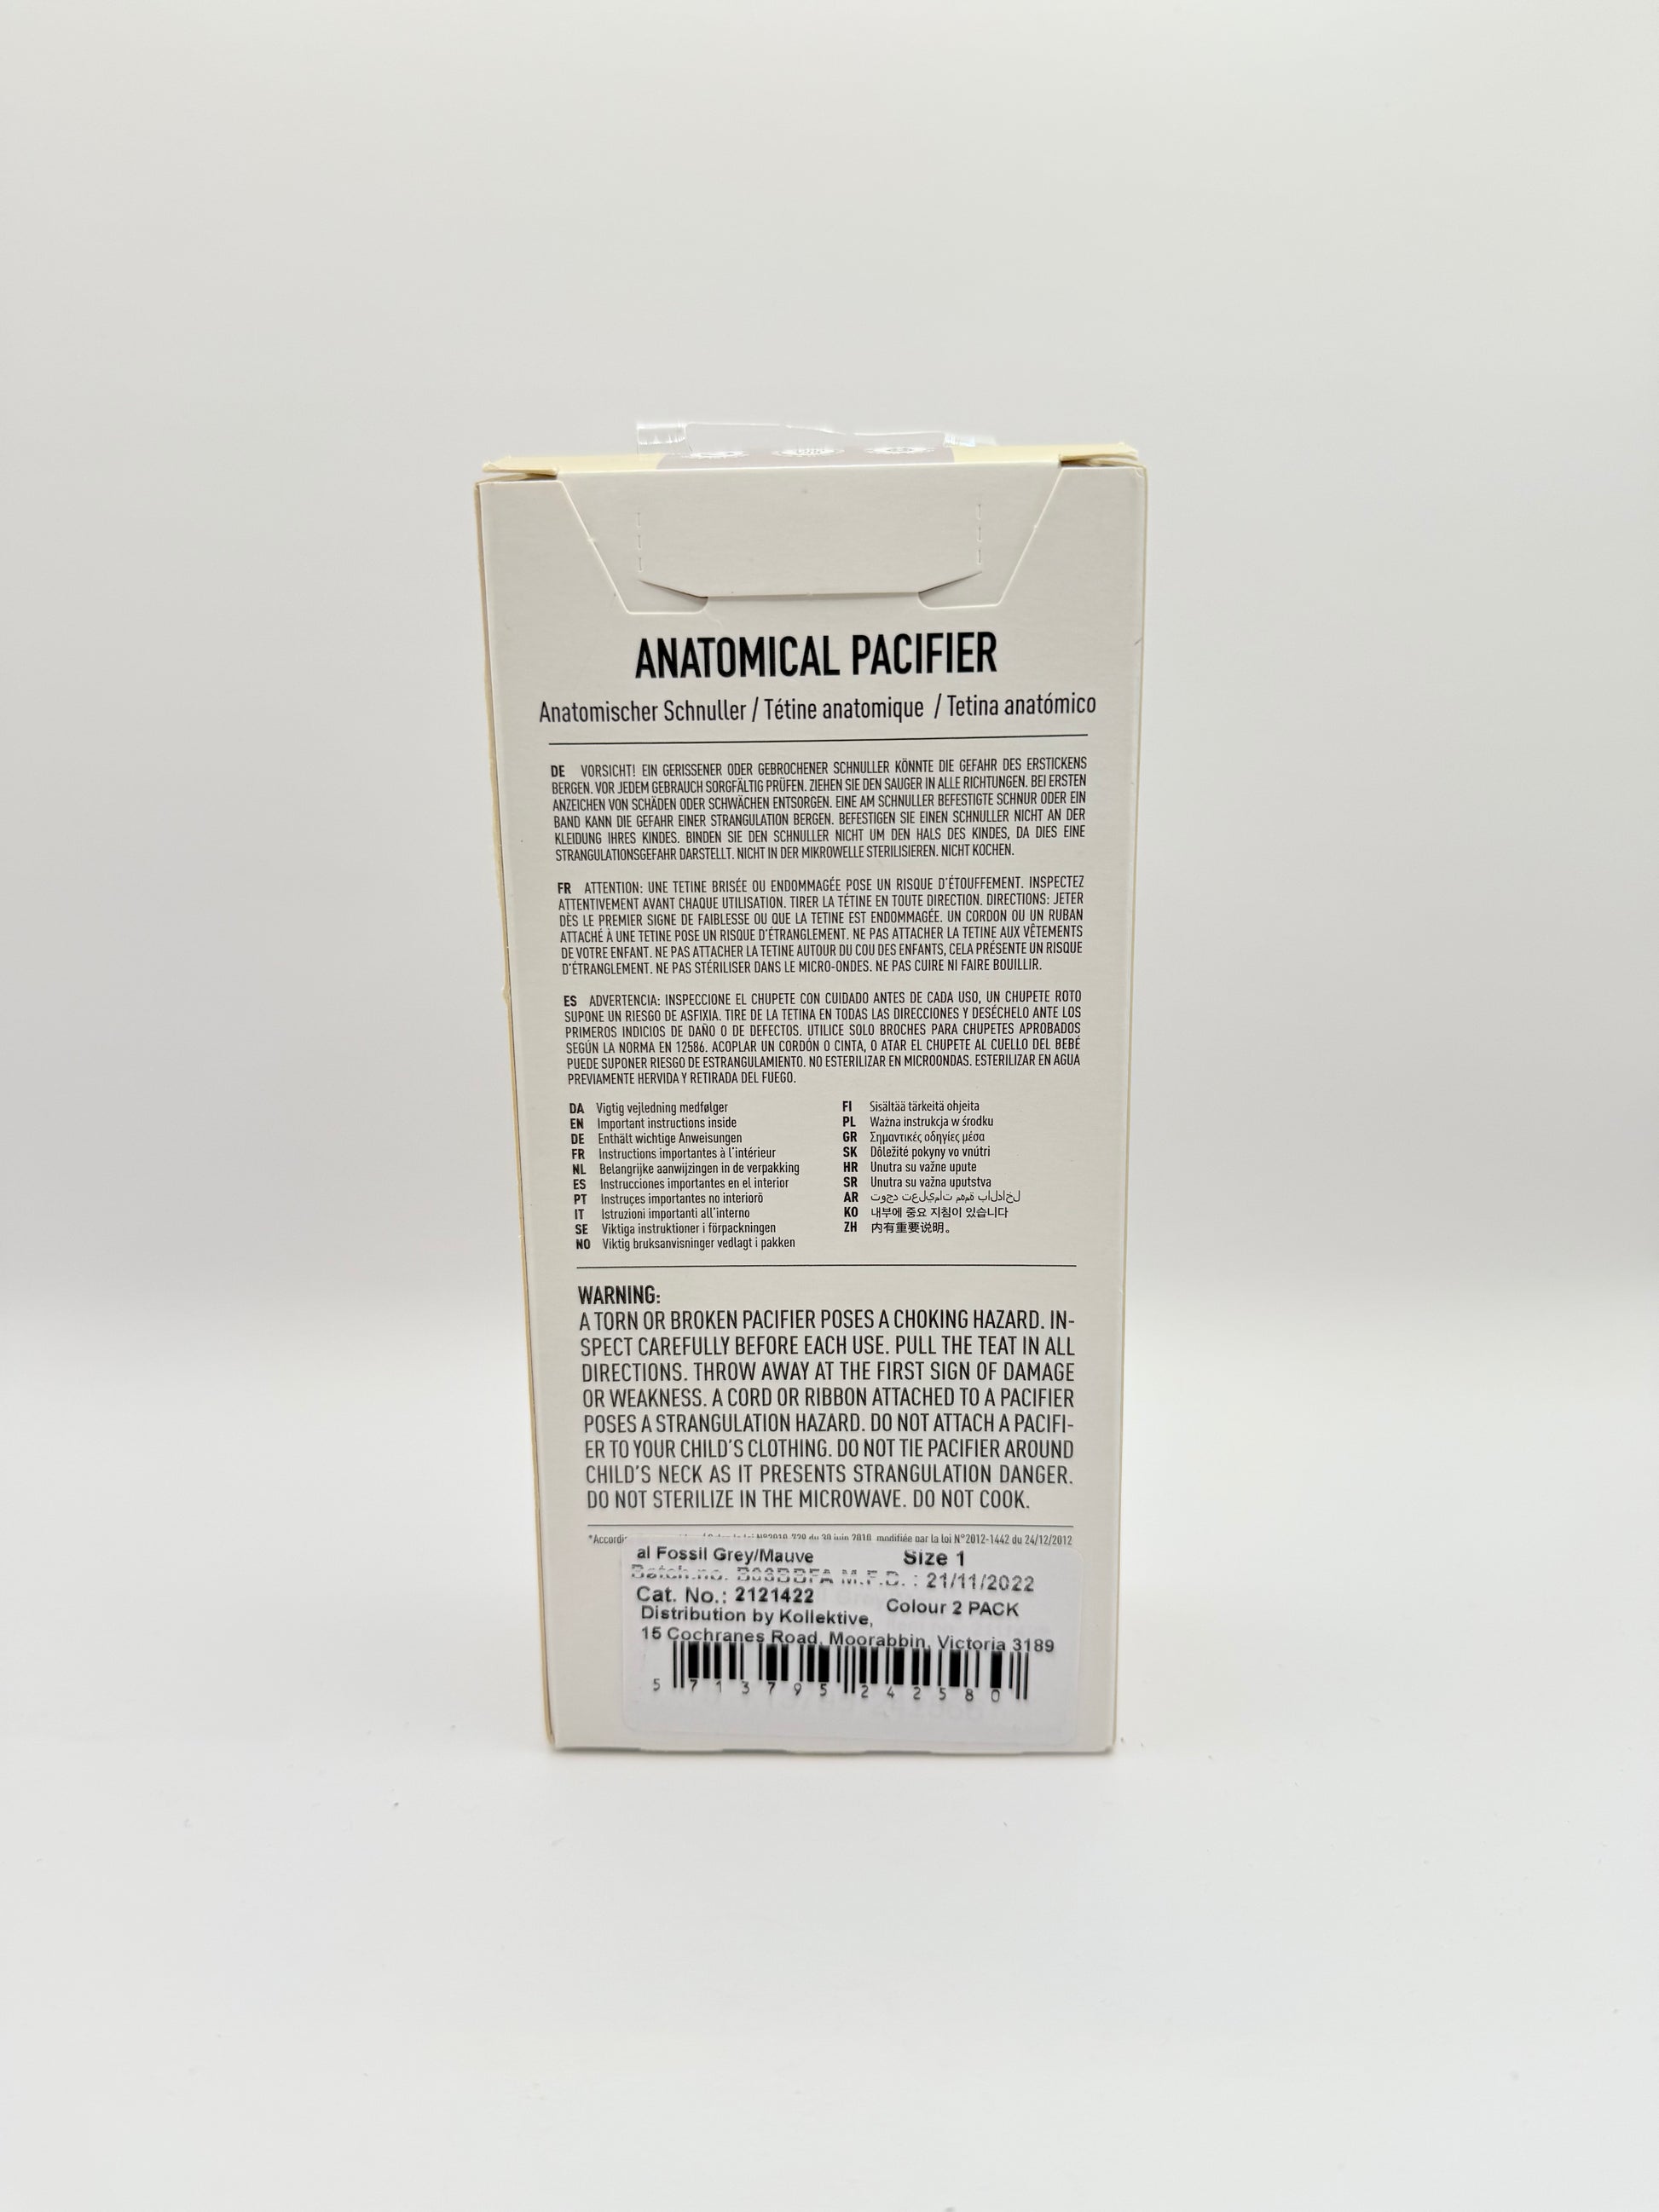 ANATOMICAL PACIFIER
Anatomischer Schnuller / Tétine anatomique / Tetina anatómico
DE VORSICHT! EIN GERISSENER ODER GEBROCHENER SCHNULLER KÖNNTE DIE GEFAHR DES ERSTICKENS
BERGEN. VOR JEDEM GEBRAUCH SORGFÄLTIG PRÜFEN. ZIEHEN SIE DEN SAUGER IN ALLE RICHTUNGEN. BEI ERSTEN
ANZEICHEN VON SCHÄDEN ODER SCHWÄCHEN ENTSORGEN. EINE AM SCHNULLER BEFESTIGTE SCHNUR ODER EIN
BAND KANN DIE GEFAHR EINER STRANGULATION BERGEN. BEFESTIGEN SIE EINEN SCHNULLER NICHT AN DER
KLEIDUNG IHRES KINDES. BINDEN SIE DEN SCHNULLER NICHT UM DEN HALS DES KINDES, DA DIES EINE
STRANGULATIONSGEFAHR DARSTELLT. NICHT IN DER MIKROWELLE STERILISIEREN. NICHT KOCHEN.
FR ATTENTION: UNE TETINE BRISÉE OU ENDOMMAGÉE POSE UN RISQUE D'ÉTOUFFEMENT. INSPECTEZ
ATTENTIVEMENT AVANT CHAQUE UTILISATION. TIRER LA TÉTINE EN TOUTE DIRECTION. DIRECTIONS: JETER
DÈS LE PREMIER SIGNE DE FAIBLESSE OU QUE LA TETINE EST ENDOMMAGÉE. UN CORDON OU UN RUBAN
ATTACHÉ À UNE TETINE POSE UN RISQUE D'ÉTRANGLEMENT. NE PAS ATTACHER LA TETINE AUX VÊTEMENTS
DE VOTRE ENFANT. NE PAS ATTACHER LA TETINE AUTOUR DU COU DES ENFANTS, CELA PRÉSENTE UN RISQUE
D'ÉTRANGLEMENT. NE PAS STÉRILISER DANS LE MICRO-ONDES. NE PAS CUIRE NI FAIRE BOUILLIR.
ES ADVERTENCIA: INSPECCIONE EL CHUPETE CON CUIDADO ANTES DE CADA USO, UN CHUPETE ROTO
SUPONE UN RIESGO DE ASFIXIA. TIRE DE LA TETINA EN TODAS LAS DIRECCIONES Y DESÉCHELO ANTE LOS
PRIMEROS INDICIOS DE DAÑO O DE DEFECTOS. UTILICE SOLO BROCHES PARA CHUPETES APROBADOS
SEGÚN LA NORMA EN 12586. ACOPLAR UN CORDÓN O CINTA, O ATAR EL CHUPETE AL CUELLO DEL BEBÉ
PUEDE SUPONER RIESGO DE ESTRANGULAMIENTO. NO ESTERILIZAR EN MICROONDAS. ESTERILIZAR EN AGUA
PREVIAMENTE HERVIDA Y RETIRADA DEL FUEGO.
DA Vigtig vejledning medfølger
EN Important instructions inside
DE Enthält wichtige Anweisungen
FR Instructions importantes à l'intérieur
NL Belangrijke aanwijzingen in de verpakking
ES Instrucciones importantes en el interior
PT Instruçes importantes no interiorõ
IT Istruzioni importanti all'interno
SE Viktiga instruktioner i förpackningen
NO Viktig bruksanvisninger vedlagt i pakken
FI Sisältää tärkeitä ohjeita
PL Ważna instrukcja w środku
GR Σημαντικές οδηγίες μέσα
SK Dôležité pokyny vo vnútri
HR Unutra su važne upute
SR Unutra su važna uputstva
AR لخادلاب ةمهم تاميلعت دجوت
KO 내부에 중요 지침이 있습니다
ZH 内有重要说明。
WARNING:
A TORN OR BROKEN PACIFIER POSES A CHOKING HAZARD. IN-
SPECT CAREFULLY BEFORE EACH USE. PULL THE TEAT IN ALL
DIRECTIONS. THROW AWAY AT THE FIRST SIGN OF DAMAGE
OR WEAKNESS. A CORD OR RIBBON ATTACHED TO A PACIFIER
POSES A STRANGULATION HAZARD. DO NOT ATTACH A PACIFI-
ER TO YOUR CHILD'S CLOTHING. DO NOT TIE PACIFIER AROUND
CHILD'S NECK AS IT PRESENTS STRANGULATION DANGER.
DO NOT STERILIZE IN THE MICROWAVE. DO NOT COOK.
modifiée par la loi N°2012-1442 du 24/12/2012
al Fossil Grey/Mauve Size 1
Batch.no. M.F.D. : 21/11/2022
Cat. No.: 2121422 Colour 2 PACK
Distribution by Kollektive,
15 Cochranes Road, Moorabbin, Victoria 3189
5 713795 242580